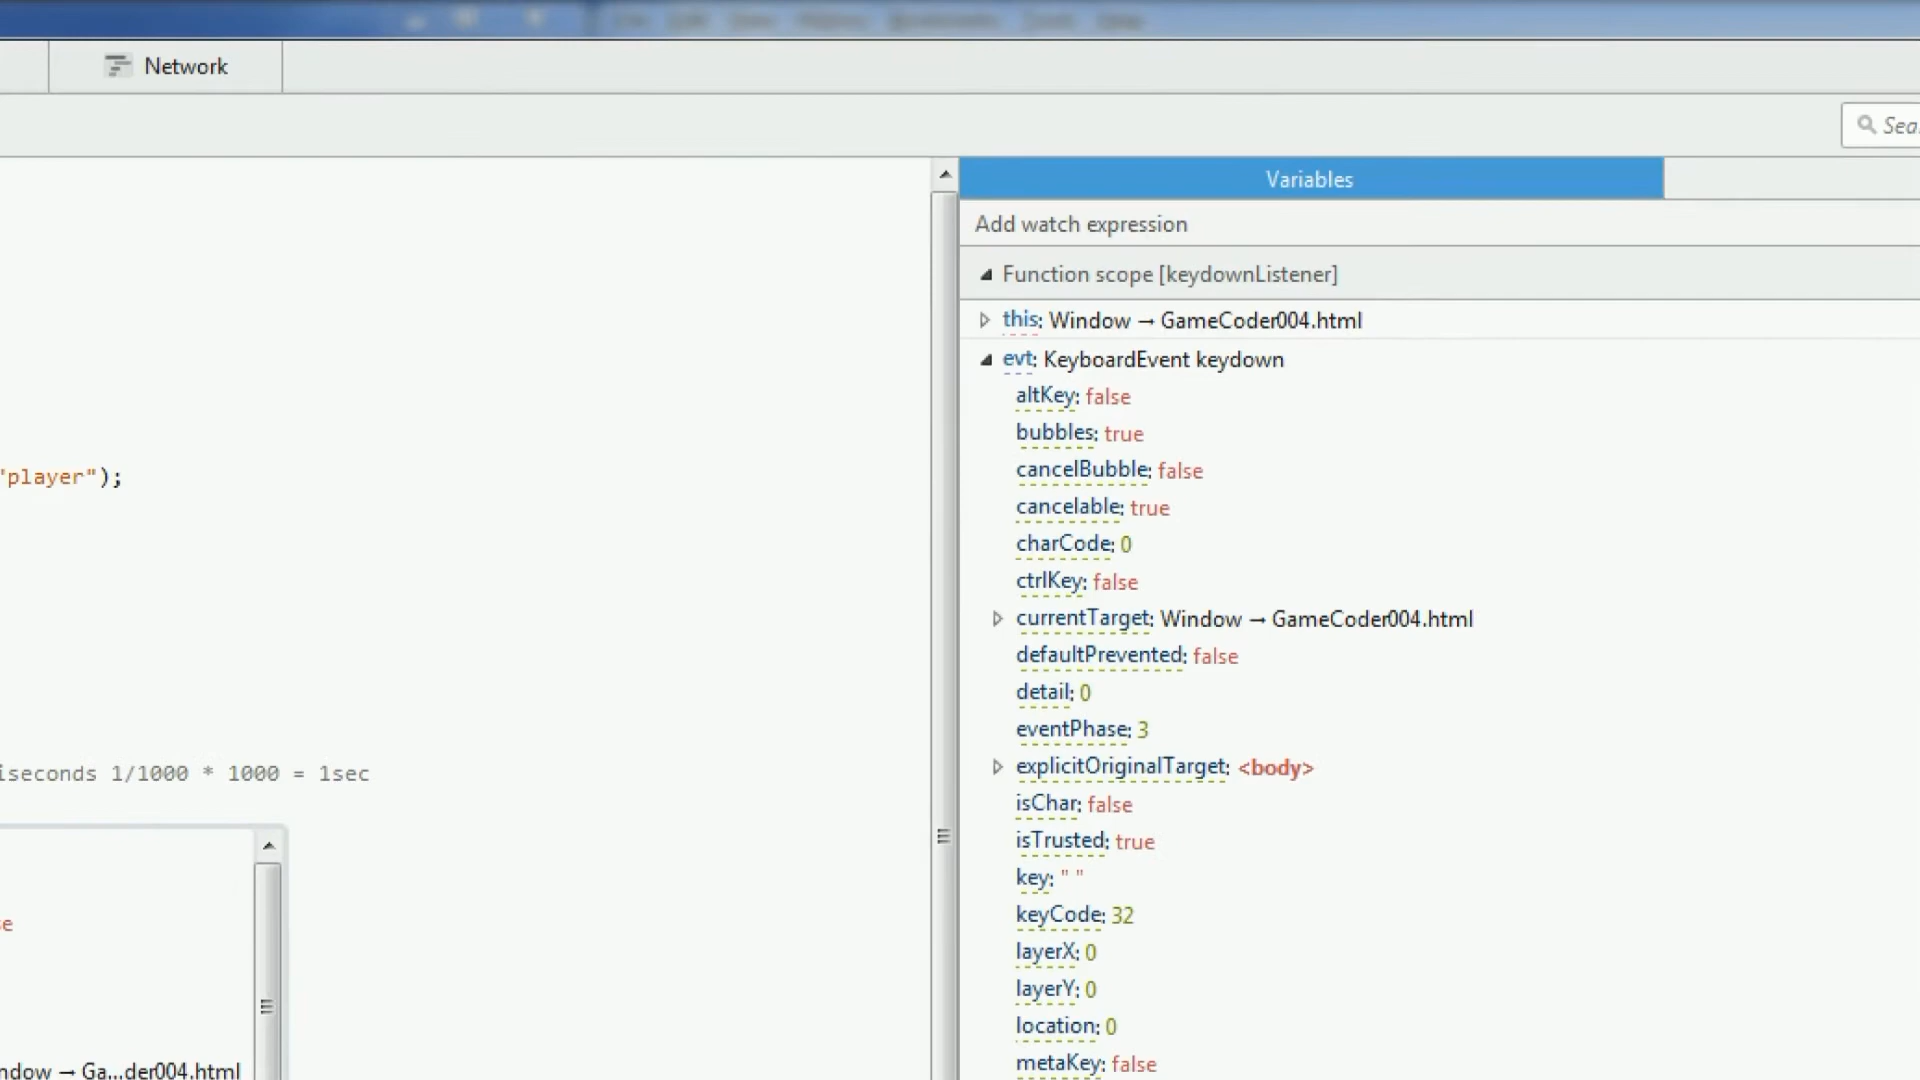 Network
Sea
Variables
Add watch expression
Function scope [keydownListener]
this: Window → GameCoder004.html
evt: KeyboardEvent keydown
altKey: false
bubbles: true
cancelBubble: false
"player");
cancelable: true
charCode: 0
ctrlKey: false
currentTarget: Window → GameCoder004.html
defaultPrevented: false
detail: 0
eventPhase: 3
iseconds 1/1000 * 1000 = 1sec
explicitOriginalTarget: <body>
isChar: false
isTrusted: true
key: " "
keyCode: 32
layerX: 0
layerY: 0
location: 0
metaKey: false
ndow → Ga...der004.html